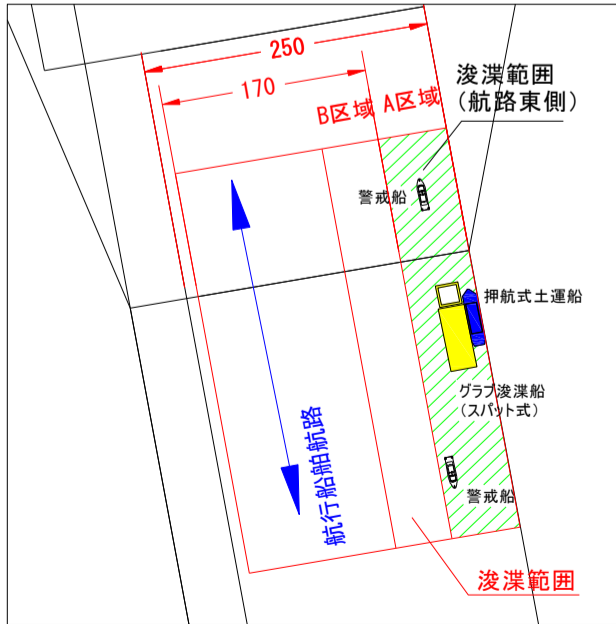 250
170
B区域 A区域
浚渫範囲
(航路東側)
警戒船
押航式土運船
グラブ浚渫船
(スパット式)
航行船舶航路
警戒船
浚渫範囲